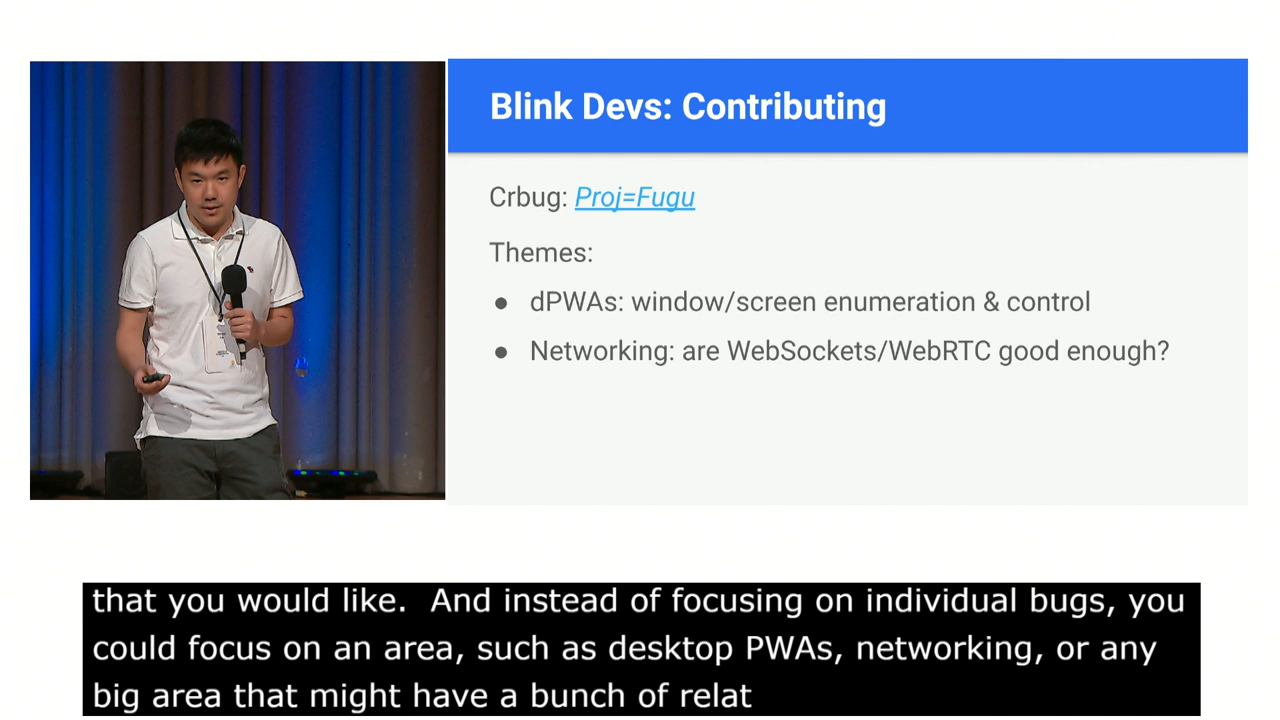 Blink Devs: Contributing
Crbug: Proj=Fugu
Themes:
● dPWAs: window/screen enumeration & control
● Networking: are WebSockets/WebRTC good enough?
that you would like.  And instead of focusing on individual bugs, you
could focus on an area, such as desktop PWAs, networking, or any
big area that might have a bunch of relat